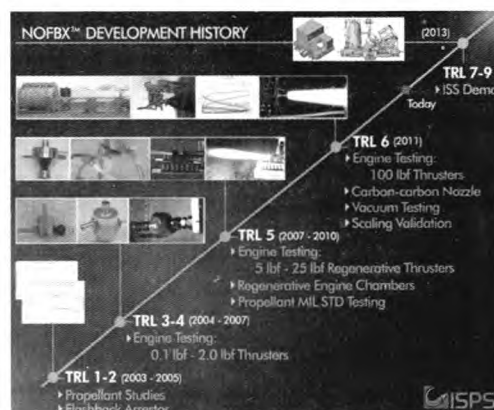 NOFBX™ DEVELOPMENT HISTORY
(2013)
TRL 7-9
▸ISS Demo
Today
TRL 6 (2011)
▸Engine Testing:
100 lbf Thrusters
▸Carbon-carbon Nozzle
▸Vacuum Testing
▸Scaling Validation
TRL 5 (2007 - 2010)
▸Engine Testing:
5 lbf - 25 lbf Regenerative Thrusters
▸Regenerative Engine Chambers
▸Propellant MIL STD Testing
TRL 3-4 (2004 - 2007)
▸Engine Testing:
0.1 lbf - 2.0 lbf Thrusters
TRL 1-2 (2003 - 2005)
▸Propellant Studies
▸Flashback Arrestor
ISPS